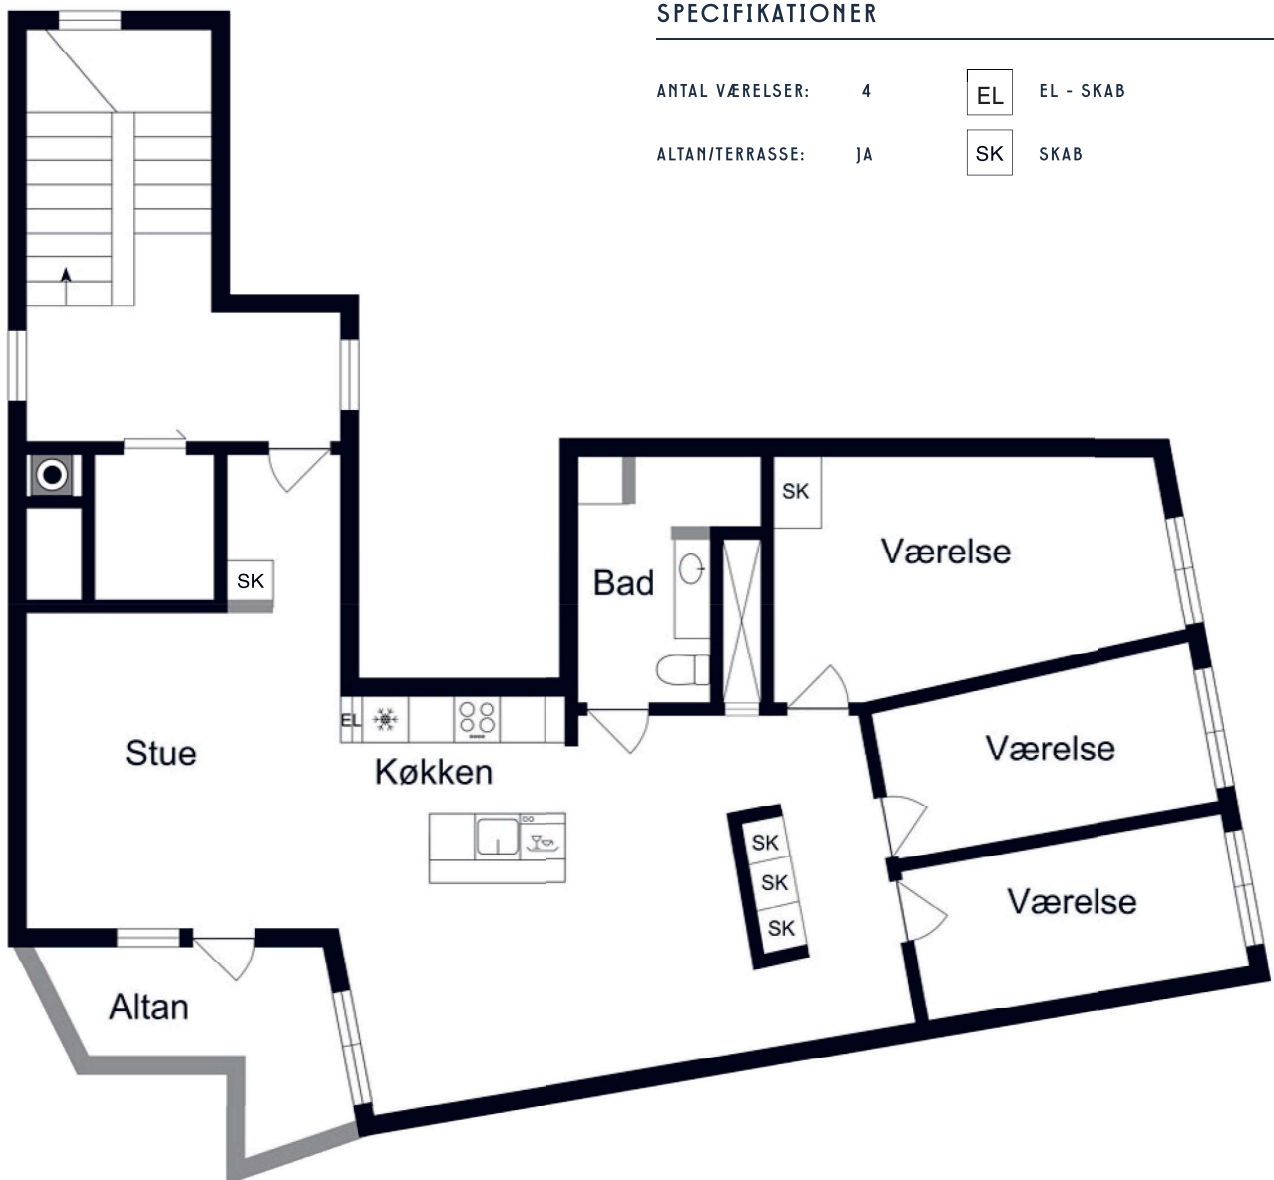 SPECIFIKATIONER
ANTAL VÆRELSER: 4
EL EL - SKAB
ALTAN/TERRASSE: JA
SK SKAB
SK
Værelse
SK
Bad
EL
Værelse
Stue
Køkken
SK
SK
SK
Værelse
Altan